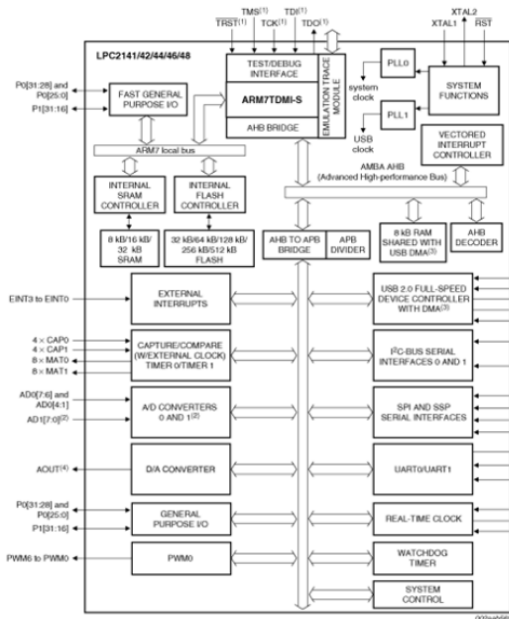 TMS(1)
TDI(1)
XTAL2
TRST(1)
TCK(1)
TDO(1)
XTAL1
RST
LPC2141/42/44/46/48
P0[31:28] and
P0[25:0]
P1[31:16]
FAST GENERAL
PURPOSE I/O
TEST/DEBUG
INTERFACE
ARM7TDMI-S
AHB BRIDGE
EMULATION TRACE
MODULE
PLL0
system
clock
PLL1
USB
clock
SYSTEM
FUNCTIONS
VECTORED
INTERRUPT
CONTROLLER
ARM7 local bus
AMBA AHB
(Advanced High-performance Bus)
INTERNAL
SRAM
CONTROLLER
INTERNAL
FLASH
CONTROLLER
8 kB/16 kB/
32 kB
SRAM
32 kB/64 kB/128 kB/
256 kB/512 kB
FLASH
AHB TO APB
BRIDGE
APB
DIVIDER
8 kB RAM
SHARED WITH
USB DMA(3)
AHB
DECODER
EINT3 to EINT0
EXTERNAL
INTERRUPTS
USB 2.0 FULL-SPEED
DEVICE CONTROLLER
WITH DMA(3)
4 × CAP0
4 × CAP1
8 × MAT0
8 × MAT1
CAPTURE/COMPARE
(W/EXTERNAL CLOCK)
TIMER 0/TIMER 1
I2C-BUS SERIAL
INTERFACES 0 AND 1
AD0[7:6] and
AD0[4:1]
AD1[7:0](2)
A/D CONVERTERS
0 AND 1(2)
SPI AND SSP
SERIAL INTERFACES
AOUT(4)
D/A CONVERTER
UART0/UART1
P0[31:28] and
P0[25:0]
P1[31:16]
GENERAL
PURPOSE I/O
REAL-TIME CLOCK
PWM6 to PWM0
PWM0
WATCHDOG
TIMER
SYSTEM
CONTROL